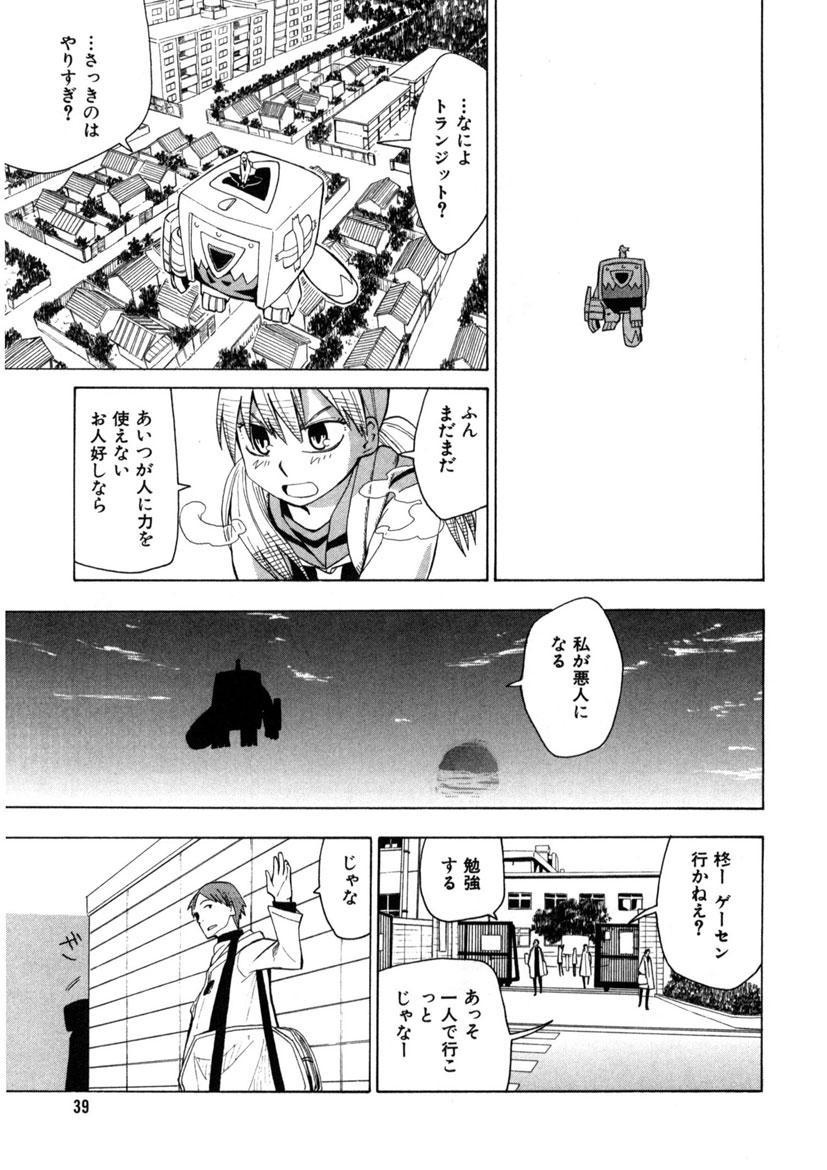 …なによ
トランジット?
…さっきのは
やりすぎ?
ふん
まだまだ
あいつが人に力を
使えない
お人好しなら
私が悪人に
なる
柊ー ゲーセン
行かねえ?
勉強
する
あっそ
一人で行こ
っと
じゃなー
じゃな
ギン
39